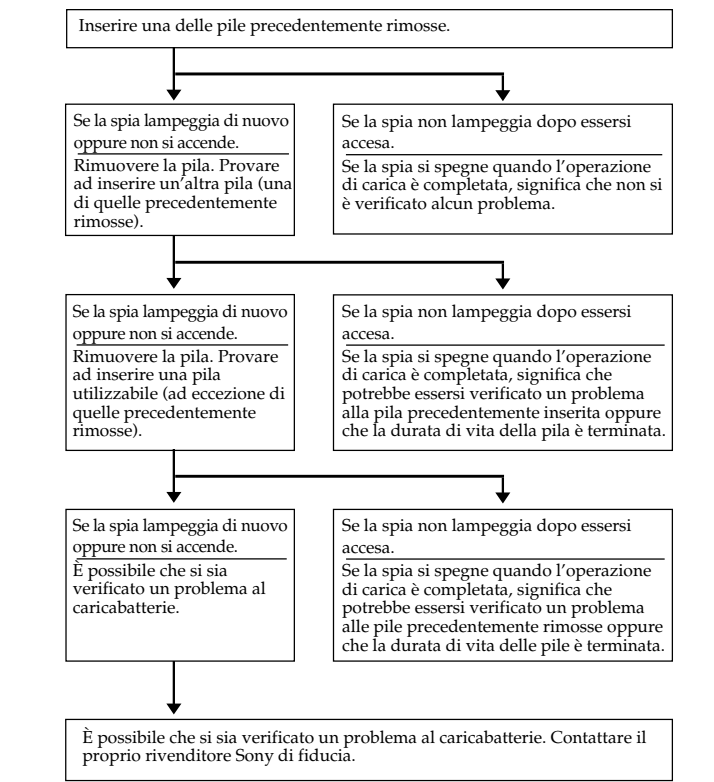 Inserire una delle pile precedentemente rimosse.
Se la spia lampeggia di nuovo
oppure non si accende.
Rimuovere la pila. Provare
ad inserire un'altra pila (una
di quelle precedentemente
rimosse).
Se la spia non lampeggia dopo essersi
accesa.
Se la spia si spegne quando l'operazione
di carica è completata, significa che non si
è verificato alcun problema.
Se la spia lampeggia di nuovo
oppure non si accende.
Rimuovere la pila. Provare
ad inserire una pila
utilizzabile (ad eccezione di
quelle precedentemente
rimosse).
Se la spia non lampeggia dopo essersi
accesa.
Se la spia si spegne quando l'operazione
di carica è completata, significa che
potrebbe essersi verificato un problema
alla pila precedentemente inserita oppure
che la durata di vita della pila è terminata.
Se la spia lampeggia di nuovo
oppure non si accende.
È possibile che si sia
verificato un problema al
caricabatterie.
Se la spia non lampeggia dopo essersi
accesa.
Se la spia si spegne quando l'operazione
di carica è completata, significa che
potrebbe essersi verificato un problema
alle pile precedentemente rimosse oppure
che la durata di vita delle pile è terminata.
È possibile che si sia verificato un problema al caricabatterie. Contattare il
proprio rivenditore Sony di fiducia.